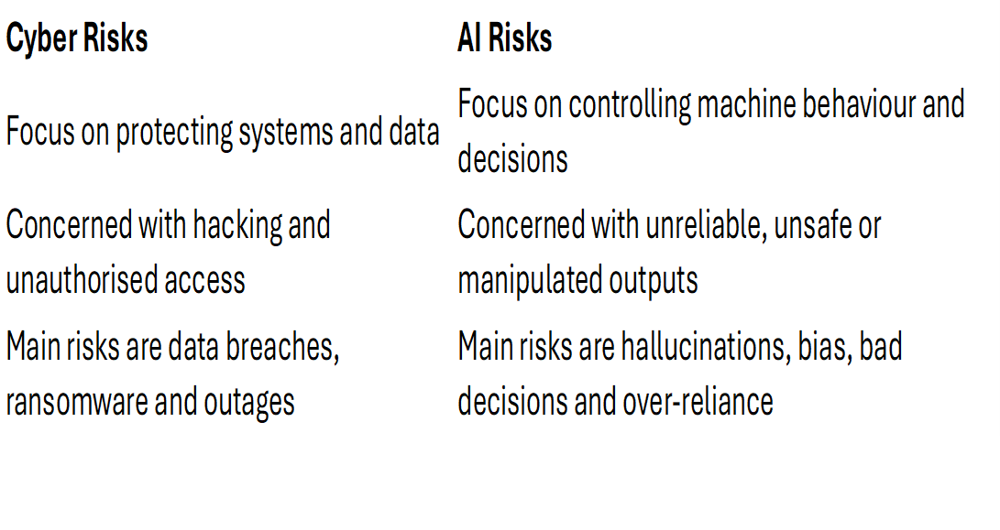 Cyber Risks
AI Risks
Focus on protecting systems and data
Focus on controlling machine behaviour and
decisions
Concerned with hacking and
unauthorised access
Concerned with unreliable, unsafe or
manipulated outputs
Main risks are data breaches,
ransomware and outages
Main risks are hallucinations, bias, bad
decisions and over-reliance